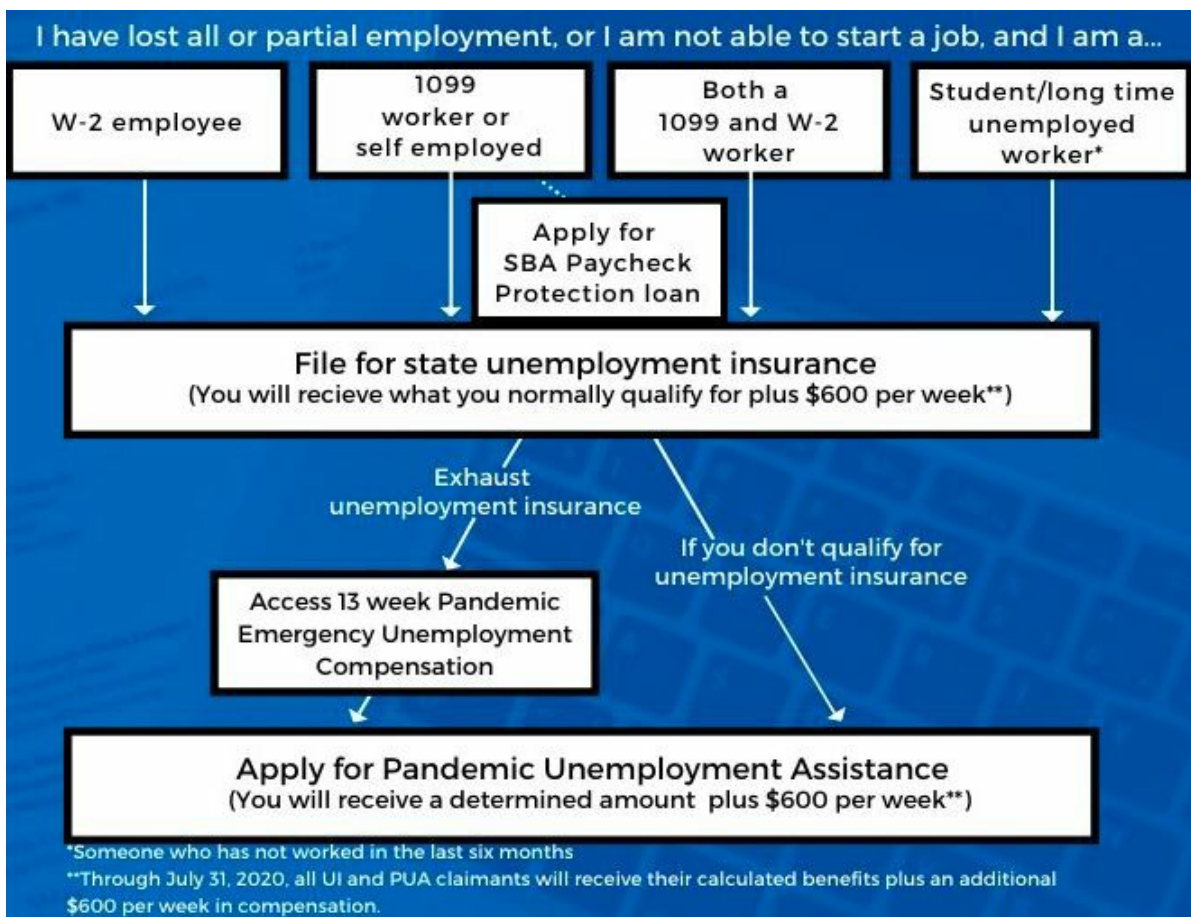 I have lost all or partial employment, or I am not able to start a job, and I am a...
W-2 employee
1099
worker or
self employed
Both a
1099 and W-2
worker
Student/long time
unemployed
worker*
Apply for
SBA Paycheck
Protection loan
File for state unemployment insurance
(You will recieve what you normally qualify for plus $600 per week**)
Exhaust
unemployment insurance
If you don't qualify for
unemployment insurance
Access 13 week Pandemic
Emergency Unemployment
Compensation
Apply for Pandemic Unemployment Assistance
(You will receive a determined amount plus $600 per week**)
*Someone who has not worked in the last six months
**Through July 31, 2020, all UI and PUA claimants will receive their calculated benefits plus an additional
$600 per week in compensation.